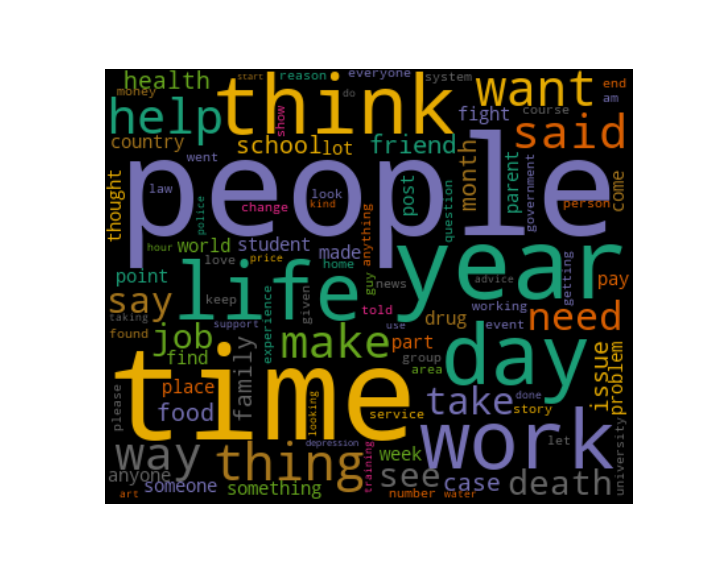 start
reason
everyone
system
health
think
want
end
money
do
am
help
show
fight
course
country
school
lot
friend
said
went
people
month
parent
government
thought
law
look
post
question
person
come
police
change
kind
anything
hour
world
student
made
year
love
price
home
point
life
guy
news
advice
getting
pay
keep
given
told
working
say
taking
support
experience
use
drug
event
need
found
job
find
make
part
day
issue
problem
group
area
family
time
place
looking
take
done
please
food
service
story
work
let
university
way
thing
depression
training
week
see
case
death
anyone
someone
something
art
number
water